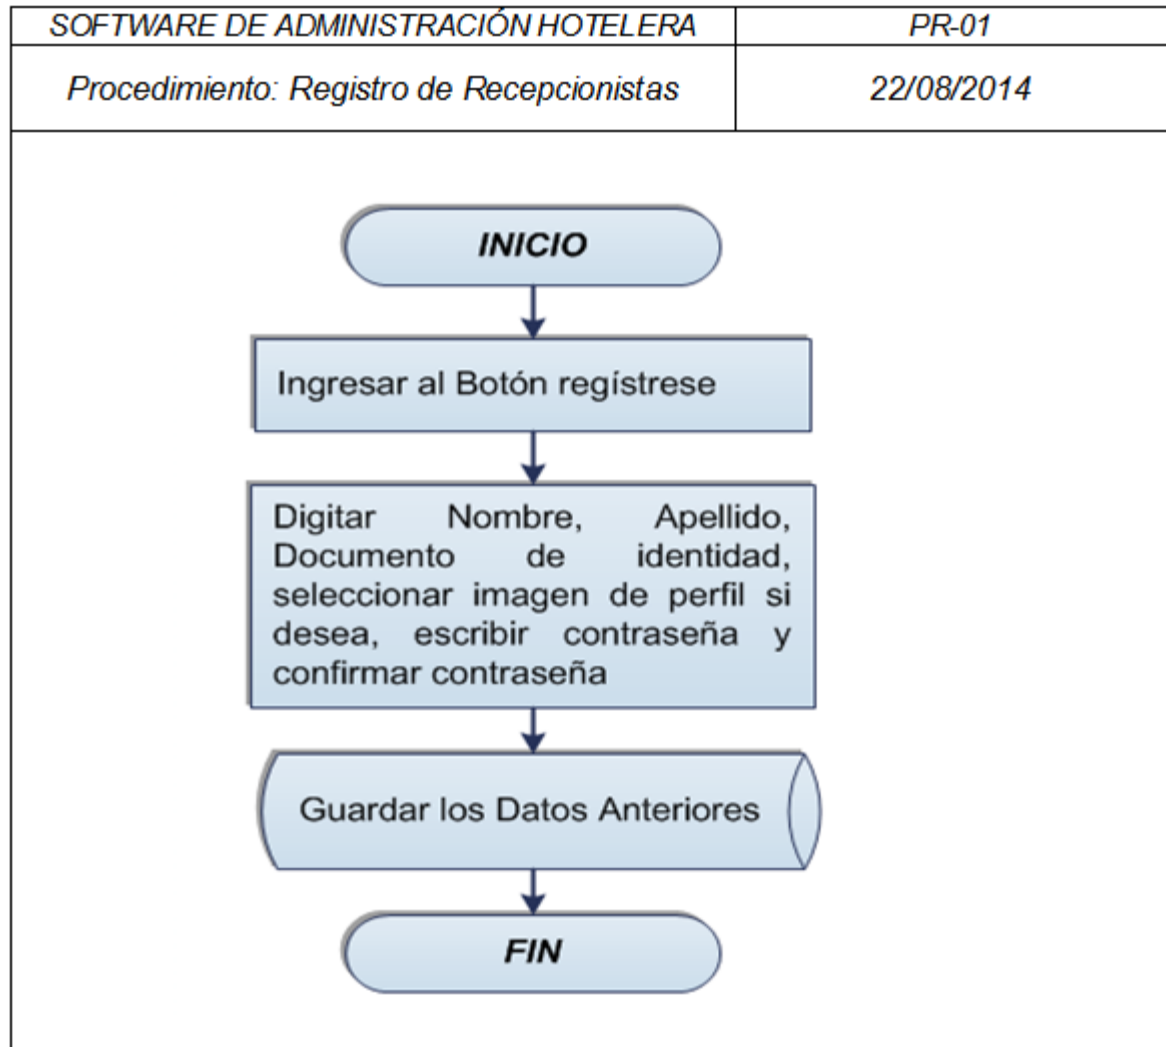 SOFTWARE DE ADMINISTRACIÓN HOTELERA
PR-01
Procedimiento: Registro de Recepcionistas
22/08/2014
INICIO
Ingresar al Botón regístrese
Digitar Nombre, Apellido,
Documento de identidad,
seleccionar imagen de perfil si
desea, escribir contraseña y
confirmar contraseña
Guardar los Datos Anteriores
FIN